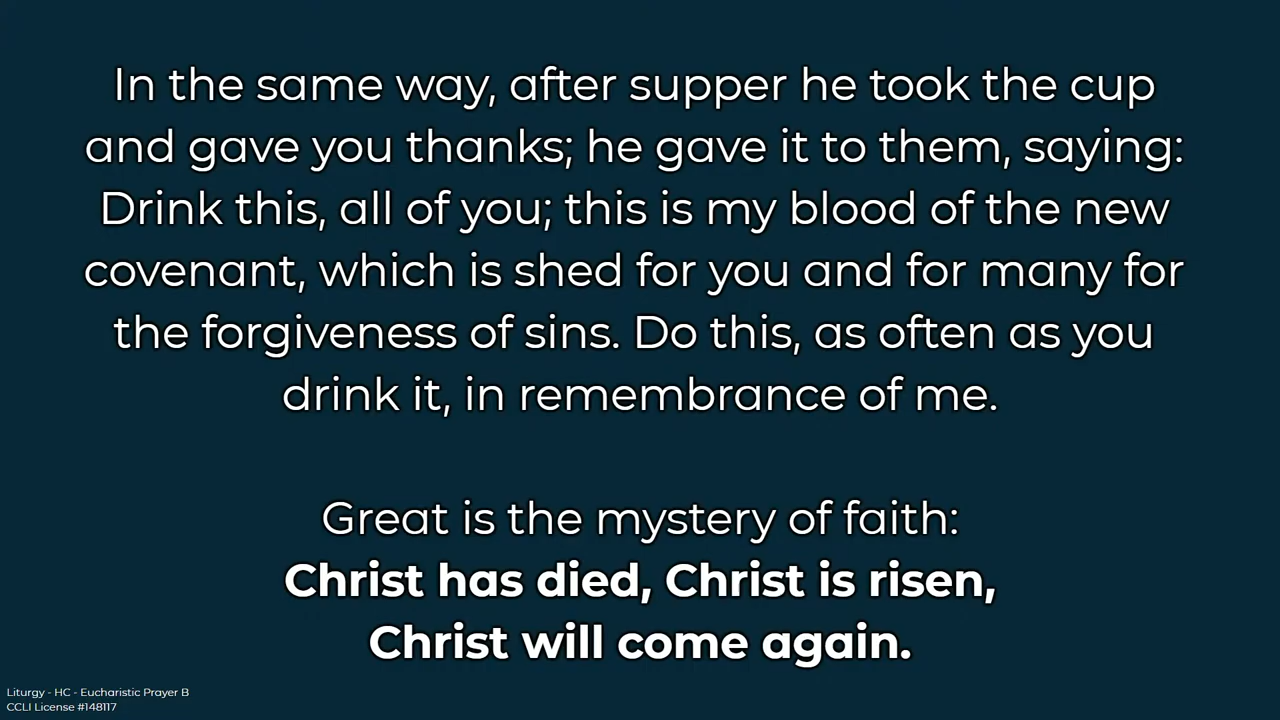 In the same way, after supper he took the cup
and gave you thanks; he gave it to them, saying:
Drink this, all of you; this is my blood of the new
covenant, which is shed for you and for many for
the forgiveness of sins. Do this, as often as you
drink it, in remembrance of me.
Great is the mystery of faith:
Christ has died, Christ is risen,
Christ will come again.
Liturgy - HC - Eucharistic Prayer B
CCLI License #148117